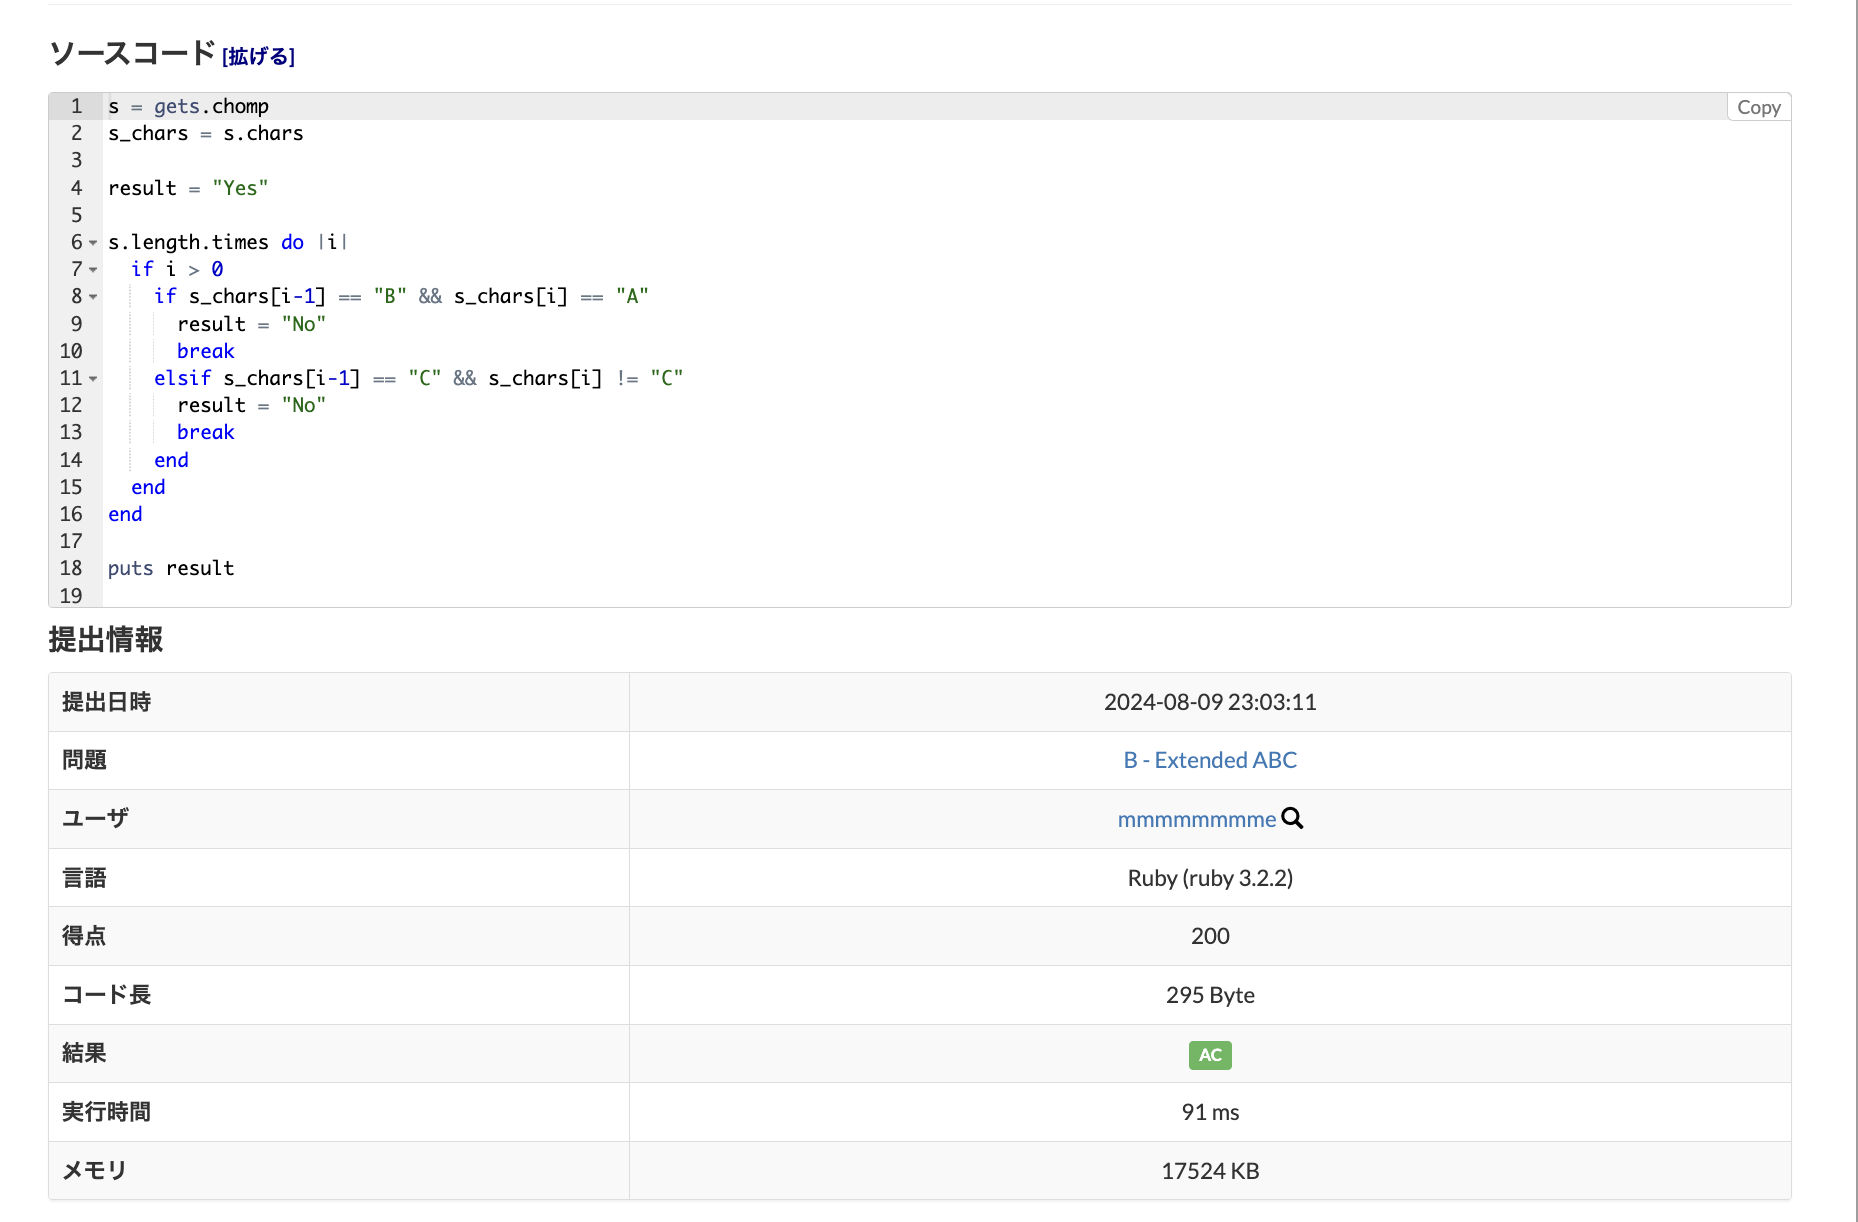 ソースコード [拡げる]
Copy
1 s = gets.chomp
2 s_chars = s.chars
3
4 result = "Yes"
5
6 s.length.times do |i|
7   if i > 0
8     if s_chars[i-1] == "B" && s_chars[i] == "A"
9       result = "No"
10       break
11     elsif s_chars[i-1] == "C" && s_chars[i] != "C"
12       result = "No"
13       break
14     end
15   end
16 end
17
18 puts result
19
提出情報
提出日時 2024-08-09 23:03:11
問題 B - Extended ABC
ユーザ mmmmmmmme
言語 Ruby (ruby 3.2.2)
得点 200
コード長 295 Byte
結果 AC
実行時間 91 ms
メモリ 17524 KB